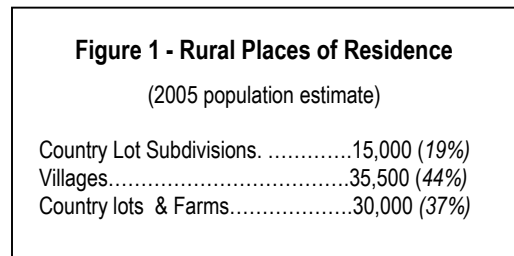 Figure 1 - Rural Places of Residence
(2005 population estimate)
Country Lot Subdivisions. .............15,000 (19%)
Villages......................................35,500 (44%)
Country lots & Farms....................30,000 (37%)